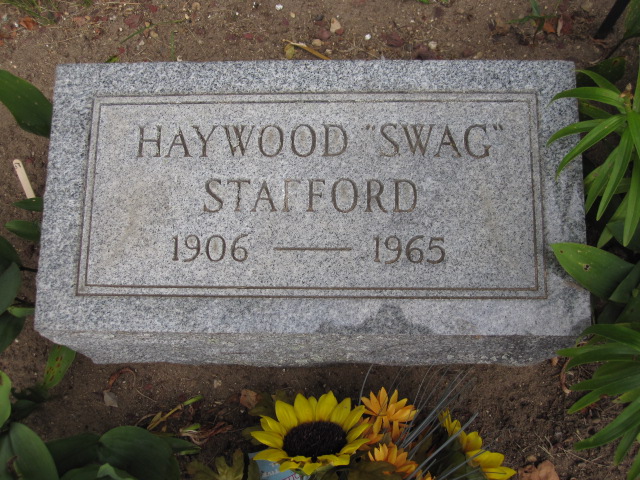 HAYWOOD "SWAG"
STAFFORD
1906 — 1965